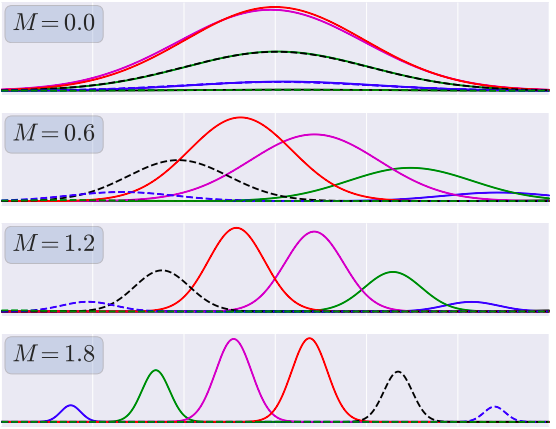 M = 0.0
M = 0.6
M = 1.2
M = 1.8